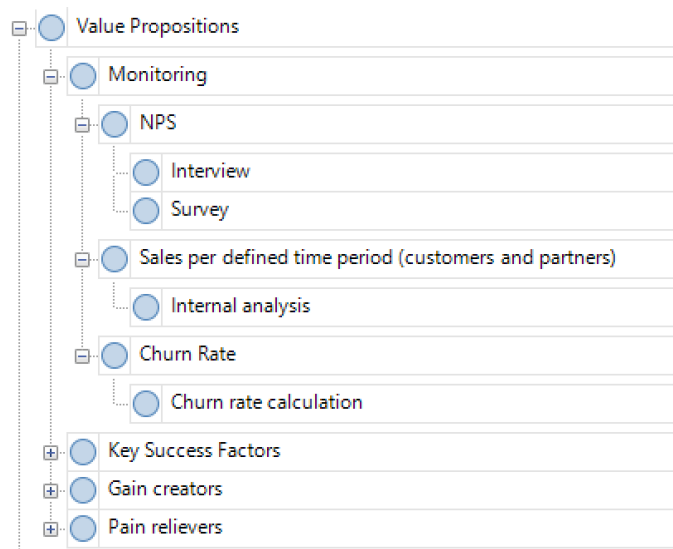 Value Propositions
Monitoring
NPS
Interview
Survey
Sales per defined time period (customers and partners)
Internal analysis
Churn Rate
Churn rate calculation
Key Success Factors
Gain creators
Pain relievers